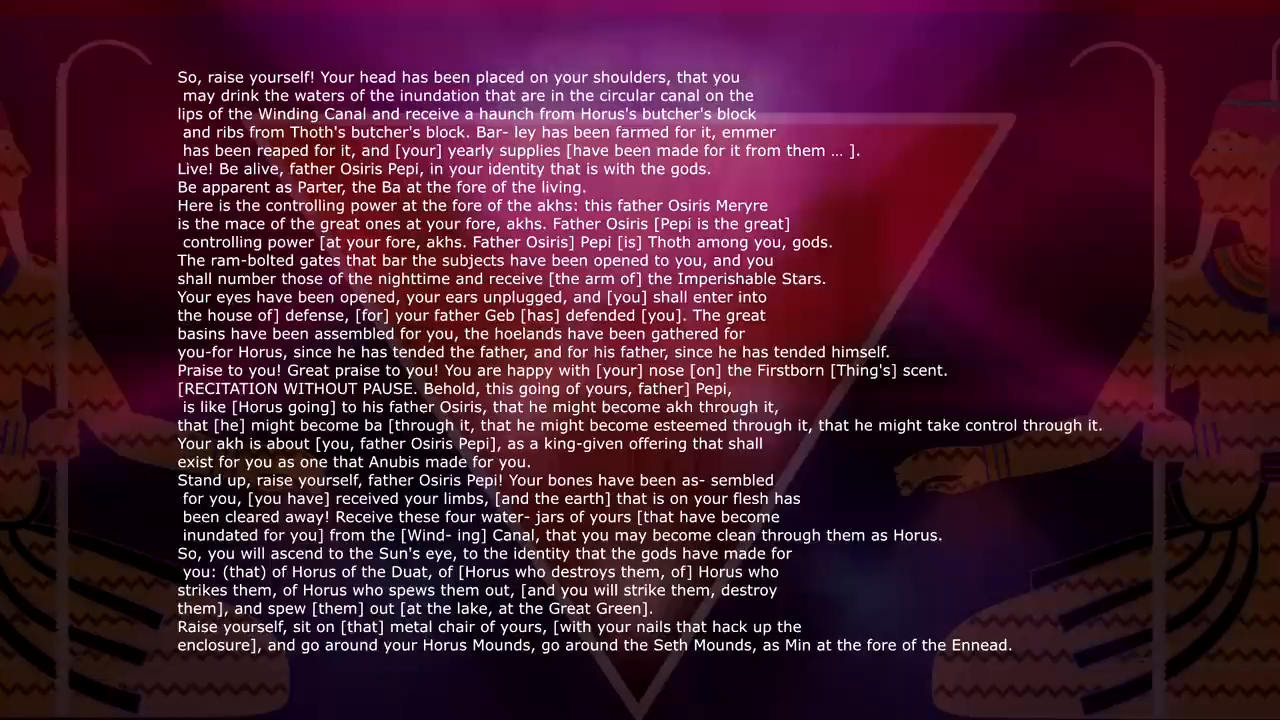 So, raise yourself! Your head has been placed on your shoulders, that you
may drink the waters of the inundation that are in the circular canal on the
lips of the Winding Canal and receive a haunch from Horus's butcher's block
and ribs from Thoth's butcher's block. Bar- ley has been farmed for it, emmer
has been reaped for it, and [your] yearly supplies [have been made for it from them ... ].
Live! Be alive, father Osiris Pepi, in your identity that is with the gods.
Be apparent as Parter, the Ba at the fore of the living.
Here is the controlling power at the fore of the akhs: this father Osiris Meryre
is the mace of the great ones at your fore, akhs. Father Osiris [Pepi is the great]
controlling power [at your fore, akhs. Father Osiris] Pepi [is] Thoth among you, gods.
The ram-bolted gates that bar the subjects have been opened to you, and you
shall number those of the nighttime and receive [the arm of] the Imperishable Stars.
Your eyes have been opened, your ears unplugged, and [you] shall enter into
the house of] defense, [for] your father Geb [has] defended [you]. The great
basins have been assembled for you, the hoelands have been gathered for
you-for Horus, since he has tended the father, and for his father, since he has tended himself.
Praise to you! Great praise to you! You are happy with [your] nose [on] the Firstborn [Thing's] scent.
[RECITATION WITHOUT PAUSE. Behold, this going of yours, father] Pepi,
is like [Horus going] to his father Osiris, that he might become akh through it,
that [he] might become ba [through it, that he might become esteemed through it, that he might take control through it.
Your akh is about [you, father Osiris Pepi], as a king-given offering that shall
exist for you as one that Anubis made for you.
Stand up, raise yourself, father Osiris Pepi! Your bones have been as- sembled
for you, [you have] received your limbs, [and the earth] that is on your flesh has
been cleared away! Receive these four water- jars of yours [that have become
inundated for you] from the [Wind- ing] Canal, that you may become clean through them as Horus.
So, you will ascend to the Sun's eye, to the identity that the gods have made for
you: (that) of Horus of the Duat, of [Horus who destroys them, of] Horus who
strikes them, of Horus who spews them out, [and you will strike them, destroy
them], and spew [them] out [at the lake, at the Great Green].
Raise yourself, sit on [that] metal chair of yours, [with your nails that hack up the
enclosure], and go around your Horus Mounds, go around the Seth Mounds, as Min at the fore of the Ennead.